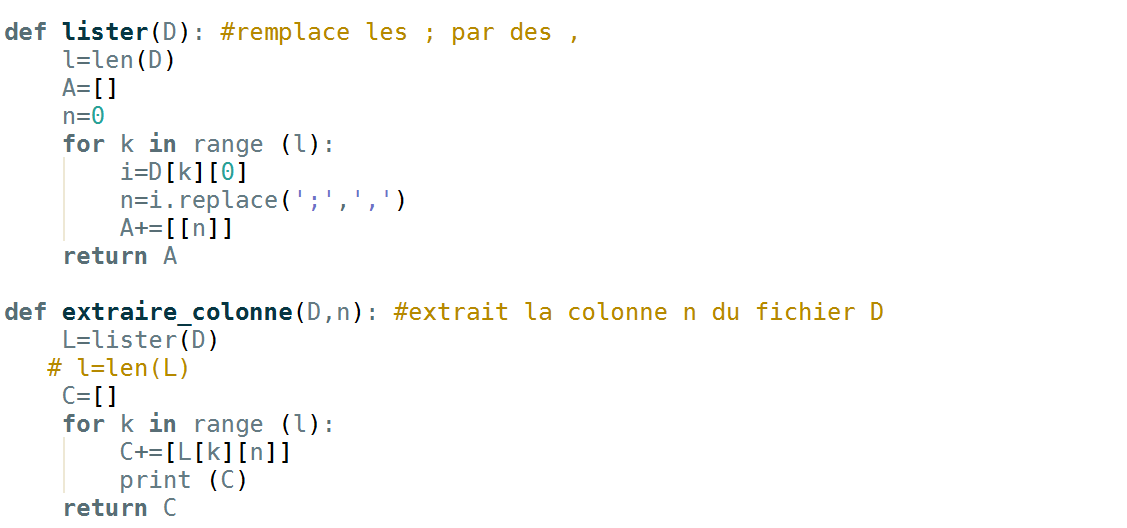 def lister(D): #remplace les ; par des ,
    l=len(D)
    A=[]
    n=0
    for k in range (l):
        i=D[k][0]
        n=i.replace(';',',')
        A+=[[n]]
    return A

def extraire_colonne(D,n): #extrait la colonne n du fichier D
    L=lister(D)
   # l=len(L)
    C=[]
    for k in range (l):
        C+=[L[k][n]]
        print (C)
    return C